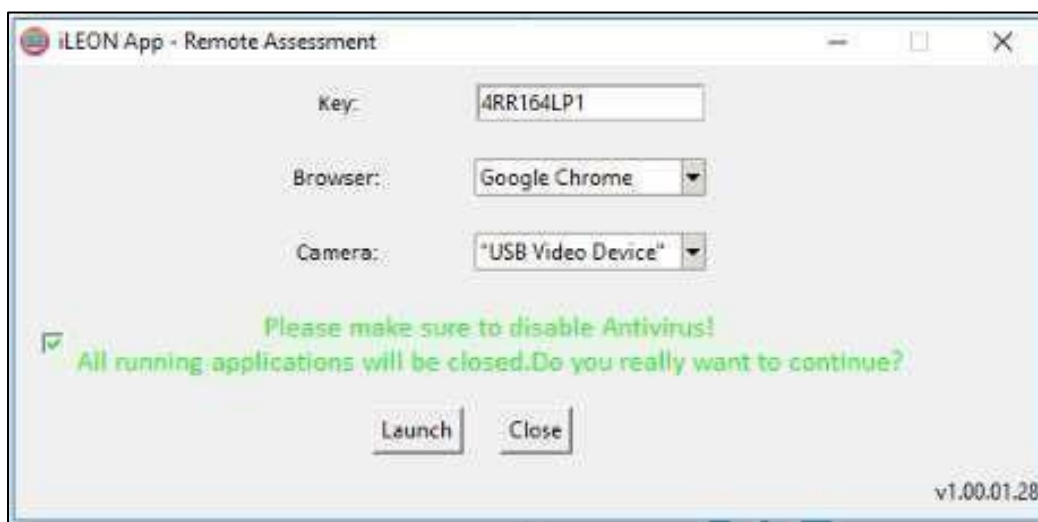 iLEON App - Remote Assessment
Key: 4RR164LP1
Browser: Google Chrome
Camera: "USB Video Device"
Please make sure to disable Antivirus!
All running applications will be closed.Do you really want to continue?
Launch Close
v1.00.01.28